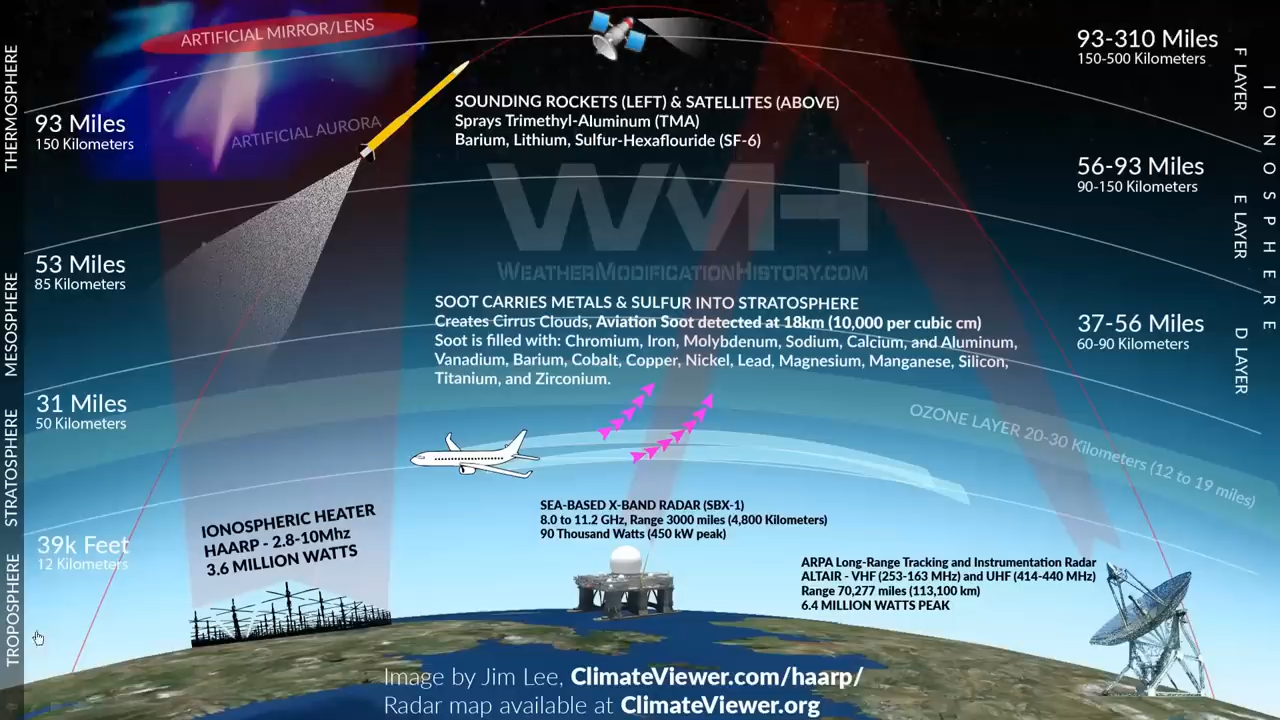 ARTIFICIAL MIRROR/LENS
ARTIFICIAL AURORA
THERMOSPHERE
MESOSPHERE
STRATOSPHERE
TROPOSPHERE
93 Miles
150 Kilometers
53 Miles
85 Kilometers
31 Miles
50 Kilometers
39k Feet
12 Kilometers
SOUNDING ROCKETS (LEFT) & SATELLITES (ABOVE)
Sprays Trimethyl-Aluminum (TMA)
Barium, Lithium, Sulfur-Hexaflouride (SF-6)
WMH
WEATHERMODIFICATIONHISTORY.COM
SOOT CARRIES METALS & SULFUR INTO STRATOSPHERE
Creates Cirrus Clouds, Aviation Soot detected at 18km (10,000 per cubic cm)
Soot is filled with: Chromium, Iron, Molybdenum, Sodium, Calcium, and Aluminum,
Vanadium, Barium, Cobalt, Copper, Nickel, Lead, Magnesium, Manganese, Silicon,
Titanium, and Zirconium.
93-310 Miles
150-500 Kilometers
56-93 Miles
90-150 Kilometers
37-56 Miles
60-90 Kilometers
F LAYER
E LAYER
D LAYER
IONOSPHERE
OZONE LAYER 20-30 Kilometers (12 to 19 miles)
IONOSPHERIC HEATER
HAARP - 2.8-10Mhz
3.6 MILLION WATTS
SEA-BASED X-BAND RADAR (SBX-1)
8.0 to 11.2 GHz, Range 3000 miles (4,800 Kilometers)
90 Thousand Watts (450 kW peak)
ARPA Long-Range Tracking and Instrumentation Radar
ALTAIR - VHF (253-163 MHz) and UHF (414-440 MHz)
Range 70,277 miles (113,100 km)
6.4 MILLION WATTS PEAK
Image by Jim Lee, ClimateViewer.com/haarp/
Radar map available at ClimateViewer.org